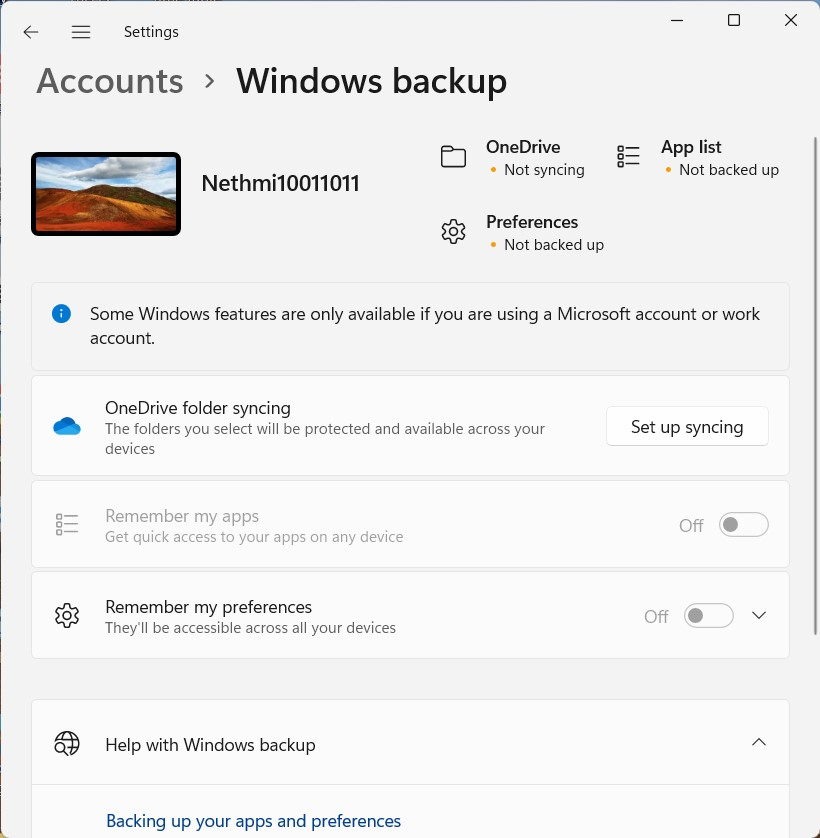 Settings
Accounts > Windows backup
Nethmi10011011
OneDrive
Not syncing
App list
Not backed up
Preferences
Not backed up
Some Windows features are only available if you are using a Microsoft account or work
account.
OneDrive folder syncing
The folders you select will be protected and available across your
devices
Set up syncing
Remember my apps
Get quick access to your apps on any device
Off
Remember my preferences
They'll be accessible across all your devices
Off
Help with Windows backup
Backing up your apps and preferences